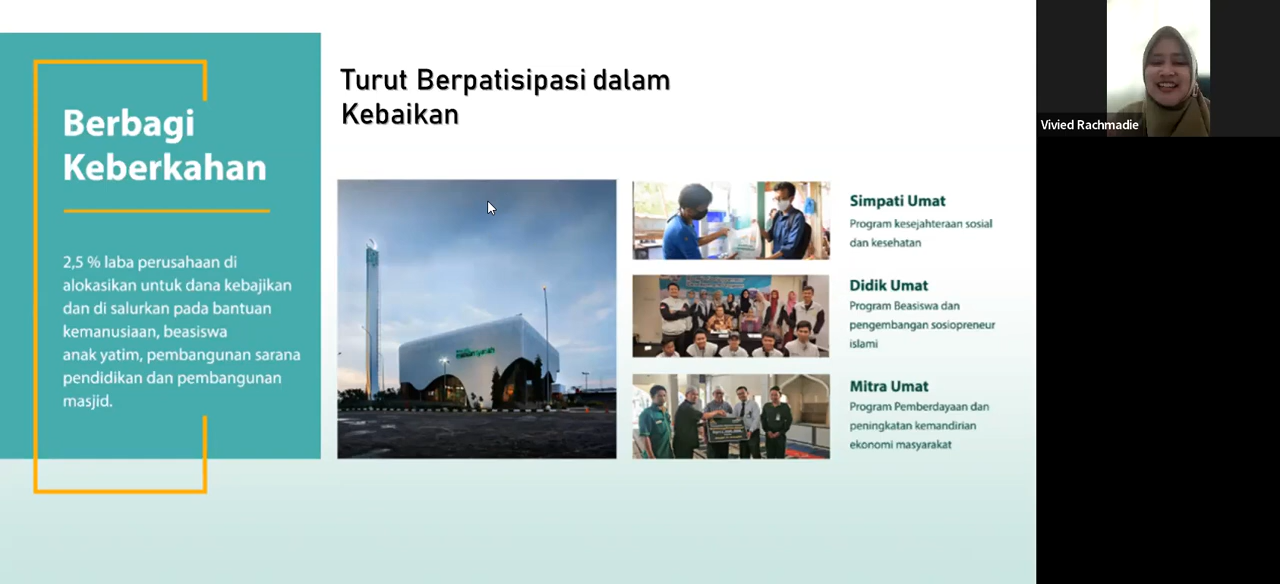 Berbagi
Keberkahan
2,5 % laba perusahaan di
alokasikan untuk dana kebajikan
dan di salurkan pada bantuan
kemanusiaan, beasiswa
anak yatim, pembangunan sarana
pendidikan dan pembangunan
masjid.
Turut Berpatisipasi dalam
Kebaikan
Simpati Umat
Program kesejahteraan sosial
dan kesehatan
Didik Umat
Program Beasiswa dan
pengembangan sosiopreneur
islami
Mitra Umat
Program Pemberdayaan dan
peningkatan kemandirian
ekonomi masyarakat
Vivied Rachmadie